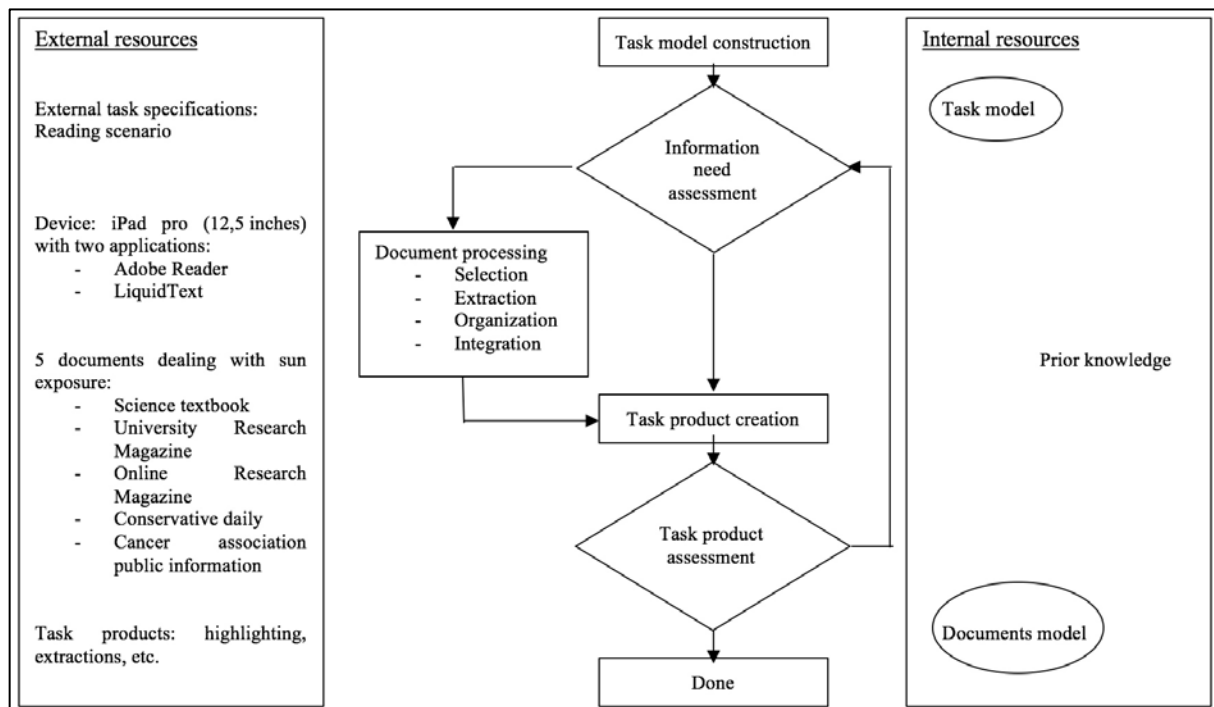 External resources
External task specifications:
Reading scenario
Device: iPad pro (12,5 inches)
with two applications:
- Adobe Reader
- LiquidText
5 documents dealing with sun
exposure:
- Science textbook
- University Research
Magazine
- Online Research
Magazine
- Conservative daily
- Cancer association
public information
Task products: highlighting,
extractions, etc.
Task model construction
Information
need
assessment
Document processing
- Selection
- Extraction
- Organization
- Integration
Task product creation
Task product
assessment
Done
Internal resources
Task model
Prior knowledge
Documents model